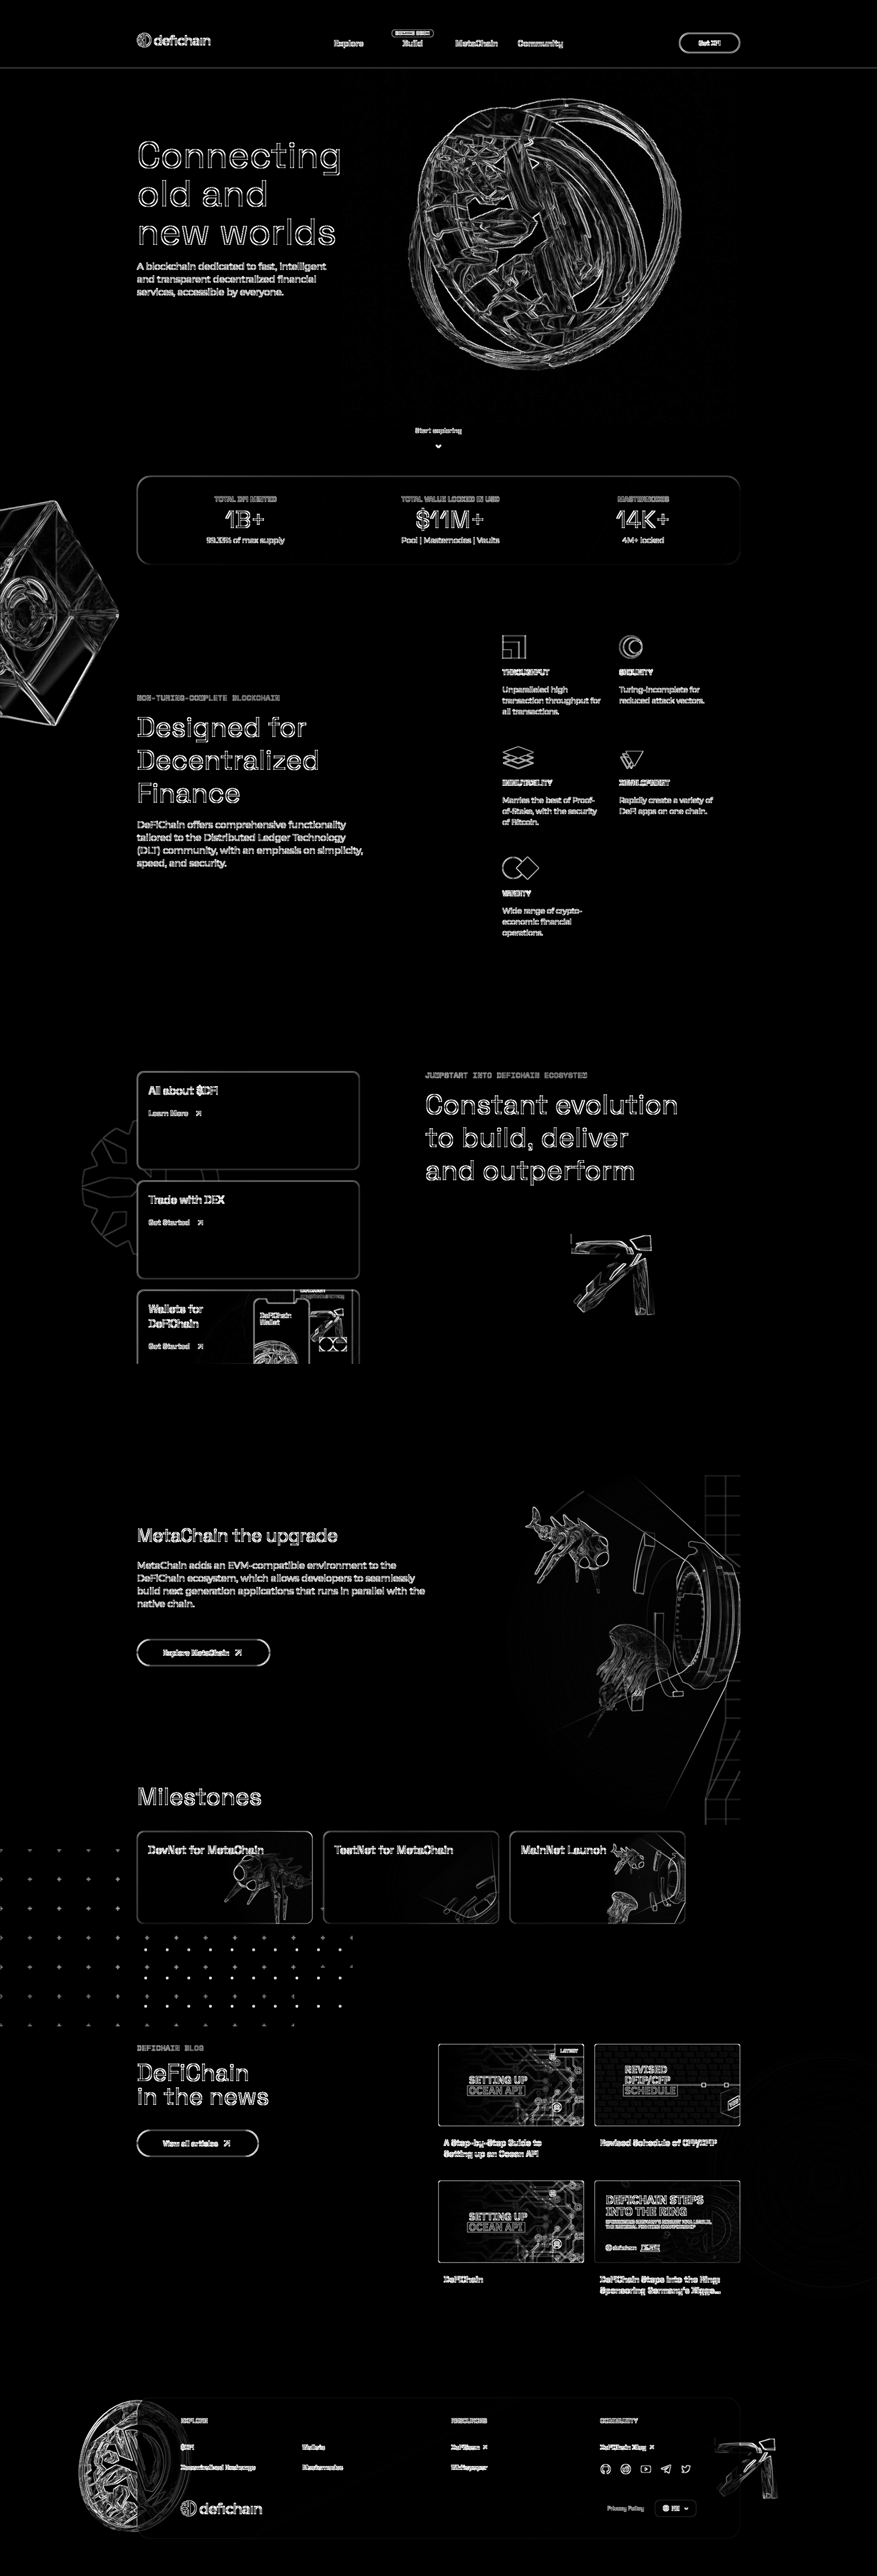 defichain
Explore
Build
MetaChain
Community
Get DFI
Connecting
old and
new worlds
A blockchain dedicated to fast, intelligent
and transparent decentralized financial
services, accessible by everyone.
Start exploring
TOTAL DFI MINTED
1B+
99.33% of max supply
TOTAL VALUE LOCKED IN USD
$11M+
Pool | Masternodes | Vaults
MASTERNODES
14K+
4M+ locked
NON-TURING-COMPLETE BLOCKCHAIN
Designed for
Decentralized
Finance
DeFiChain offers comprehensive functionality
tailored to the Distributed Ledger Technology
(DLT) community, with an emphasis on simplicity,
speed, and security.
THROUGHPUT
Unparalleled high
transaction throughput for
all transactions.
SECURITY
Turing-incomplete for
reduced attack vectors.
IMMUTABILITY
Marries the best of Proof-
of-Stake, with the security
of Bitcoin.
DEVELOPMENT
Rapidly create a variety of
DeFi apps on one chain.
VARIETY
Wide range of crypto-
economic financial
operations.
All about $DFI
Learn More
Trade with DEX
Get Started
Wallets for
DeFiChain
Get Started
DeFiChain
Wallet
JUMPSTART INTO DEFICHAIN ECOSYSTEM
Constant evolution
to build, deliver
and outperform
MetaChain the upgrade
MetaChain adds an EVM-compatible environment to the
DeFiChain ecosystem, which allows developers to seamlessly
build next generation applications that runs in parallel with the
native chain.
Explore MetaChain
Milestones
DevNet for MetaChain
TestNet for MetaChain
MainNet Launch
DEFICHAIN BLOG
DeFiChain
in the news
View all articles
LATEST
SETTING UP
OCEAN API
A Step-by-Step Guide to
Setting up an Ocean API
REVISED
DFIP/CFP
SCHEDULE
Revised Schedule of CFP/DFIP
SETTING UP
OCEAN API
DeFiChain
DEFICHAIN STEPS
INTO THE RING
defichain
DeFiChain Steps Into the Ring:
Sponsoring Germany's Bigge...
EXPLORE
$DFI
Decentralized Exchange
Wallets
Masternodes
RESOURCES
DeFiScan
Whitepaper
COMMUNITY
DeFiChain Blog
defichain
Privacy Policy